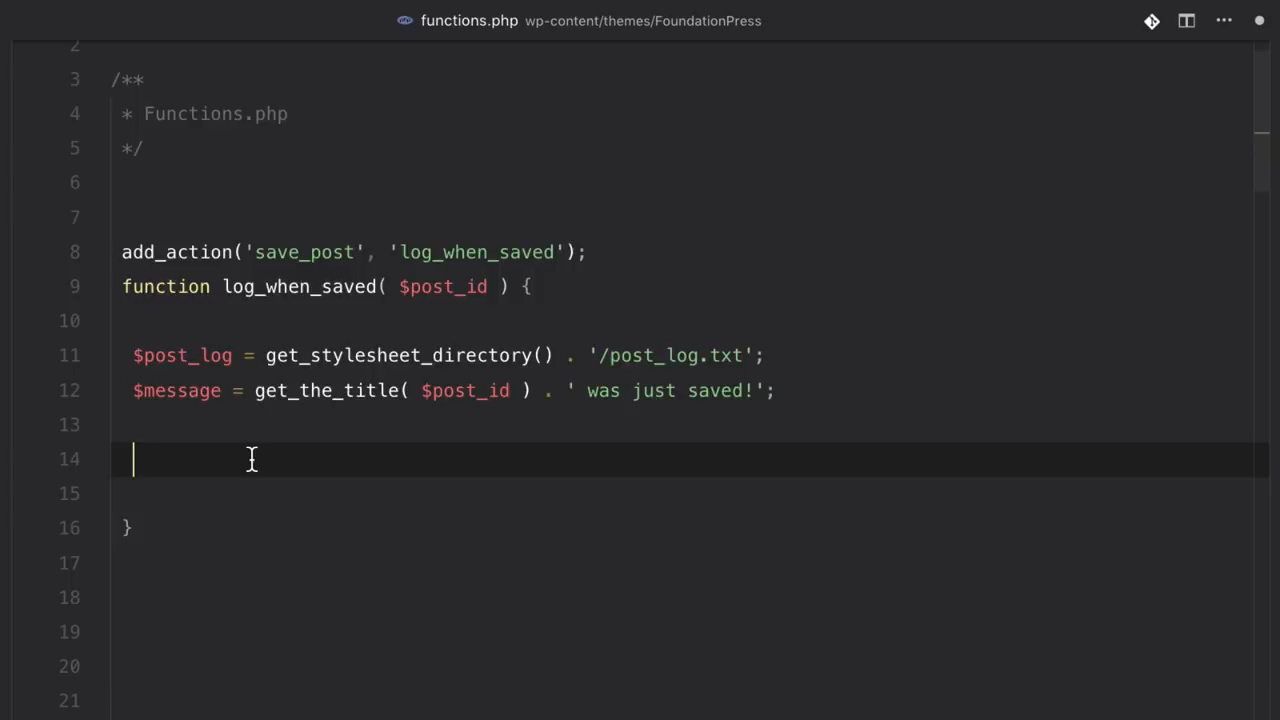 functions.php wp-content/themes/FoundationPress
2
3 /**
4 * Functions.php
5 */
6
7
8 add_action('save_post', 'log_when_saved');
9 function log_when_saved( $post_id ) {
10
11 $post_log = get_stylesheet_directory() . '/post_log.txt';
12 $message = get_the_title( $post_id ) . ' was just saved!';
13
14
15
16 }
17
18
19
20
21